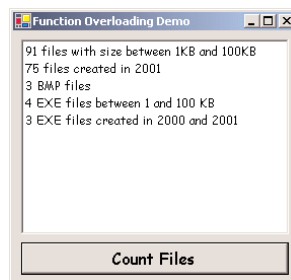 Function Overloading Demo
91 files with size between 1KB and 100KB
75 files created in 2001
3 BMP files
4 EXE files between 1 and 100 KB
3 EXE files created in 2000 and 2001
Count Files